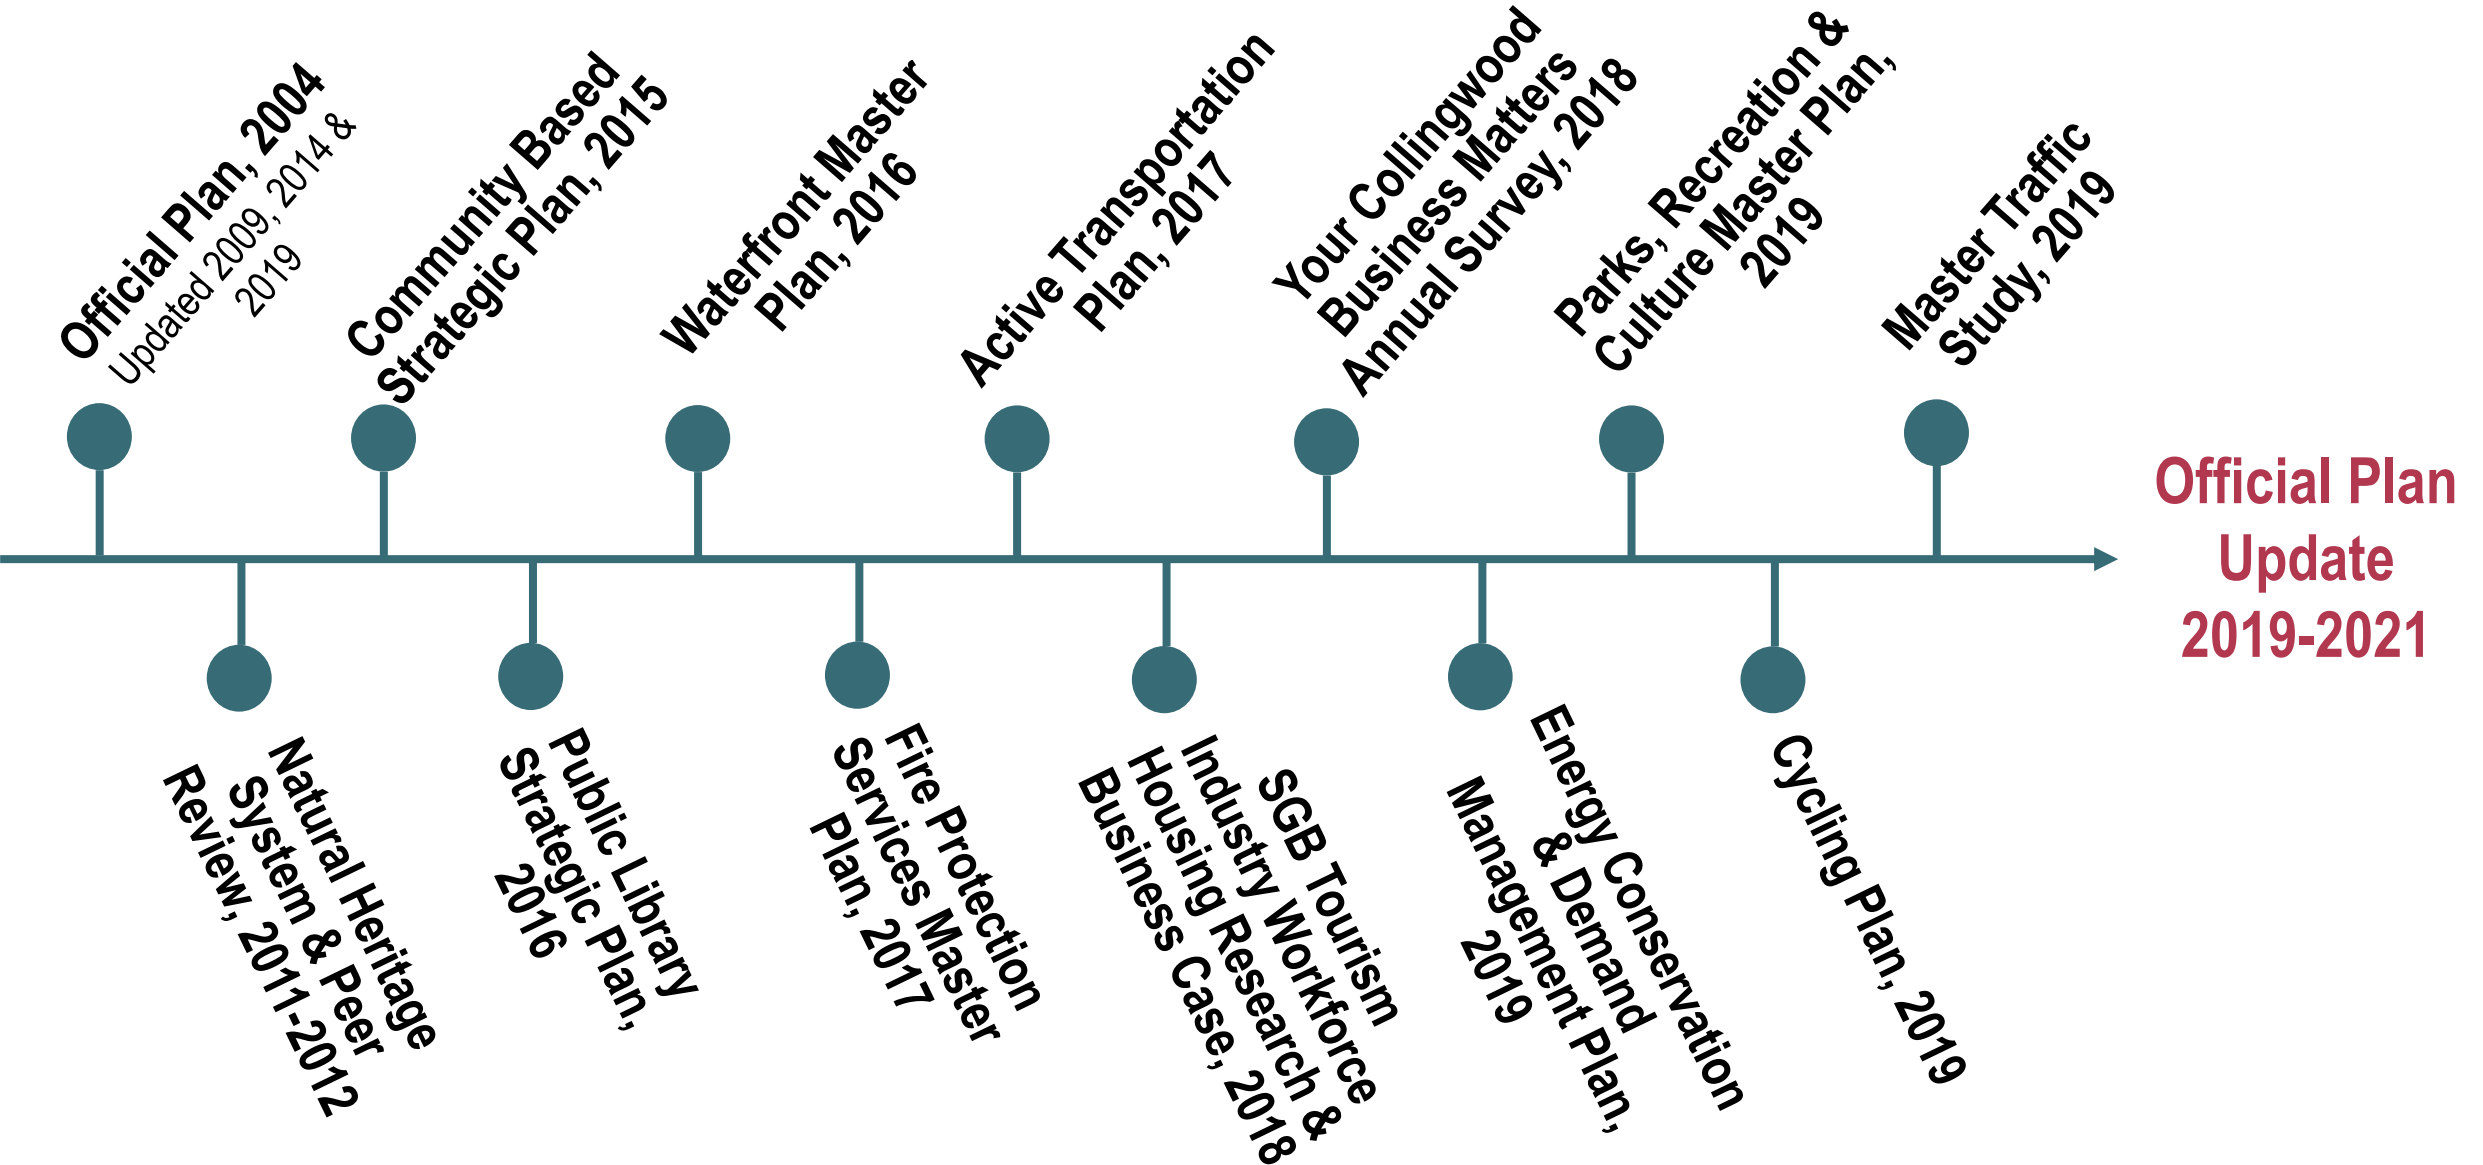 Official Plan, 2004
Updated 2009, 2014 &
2019
Community Based
Strategic Plan, 2015
Waterfront Master
Plan, 2016
Active Transportation
Plan, 2017
Your Collingwood
Business Matters
Annual Survey, 2018
Parks, Recreation &
Culture Master Plan,
2019
Master Traffic
Study, 2019
Official Plan
Update
2019-2021
Natural Heritage
System & Peer
Review, 2011-2012
Public Library
Strategic Plan,
2016
Fire Protection
Services Master
Plan, 2017
SGB Tourism
Industry Workforce
Housing Research &
Business Case, 2018
Energy Conservation
& Demand
Management Plan,
2019
Cycling Plan, 2019